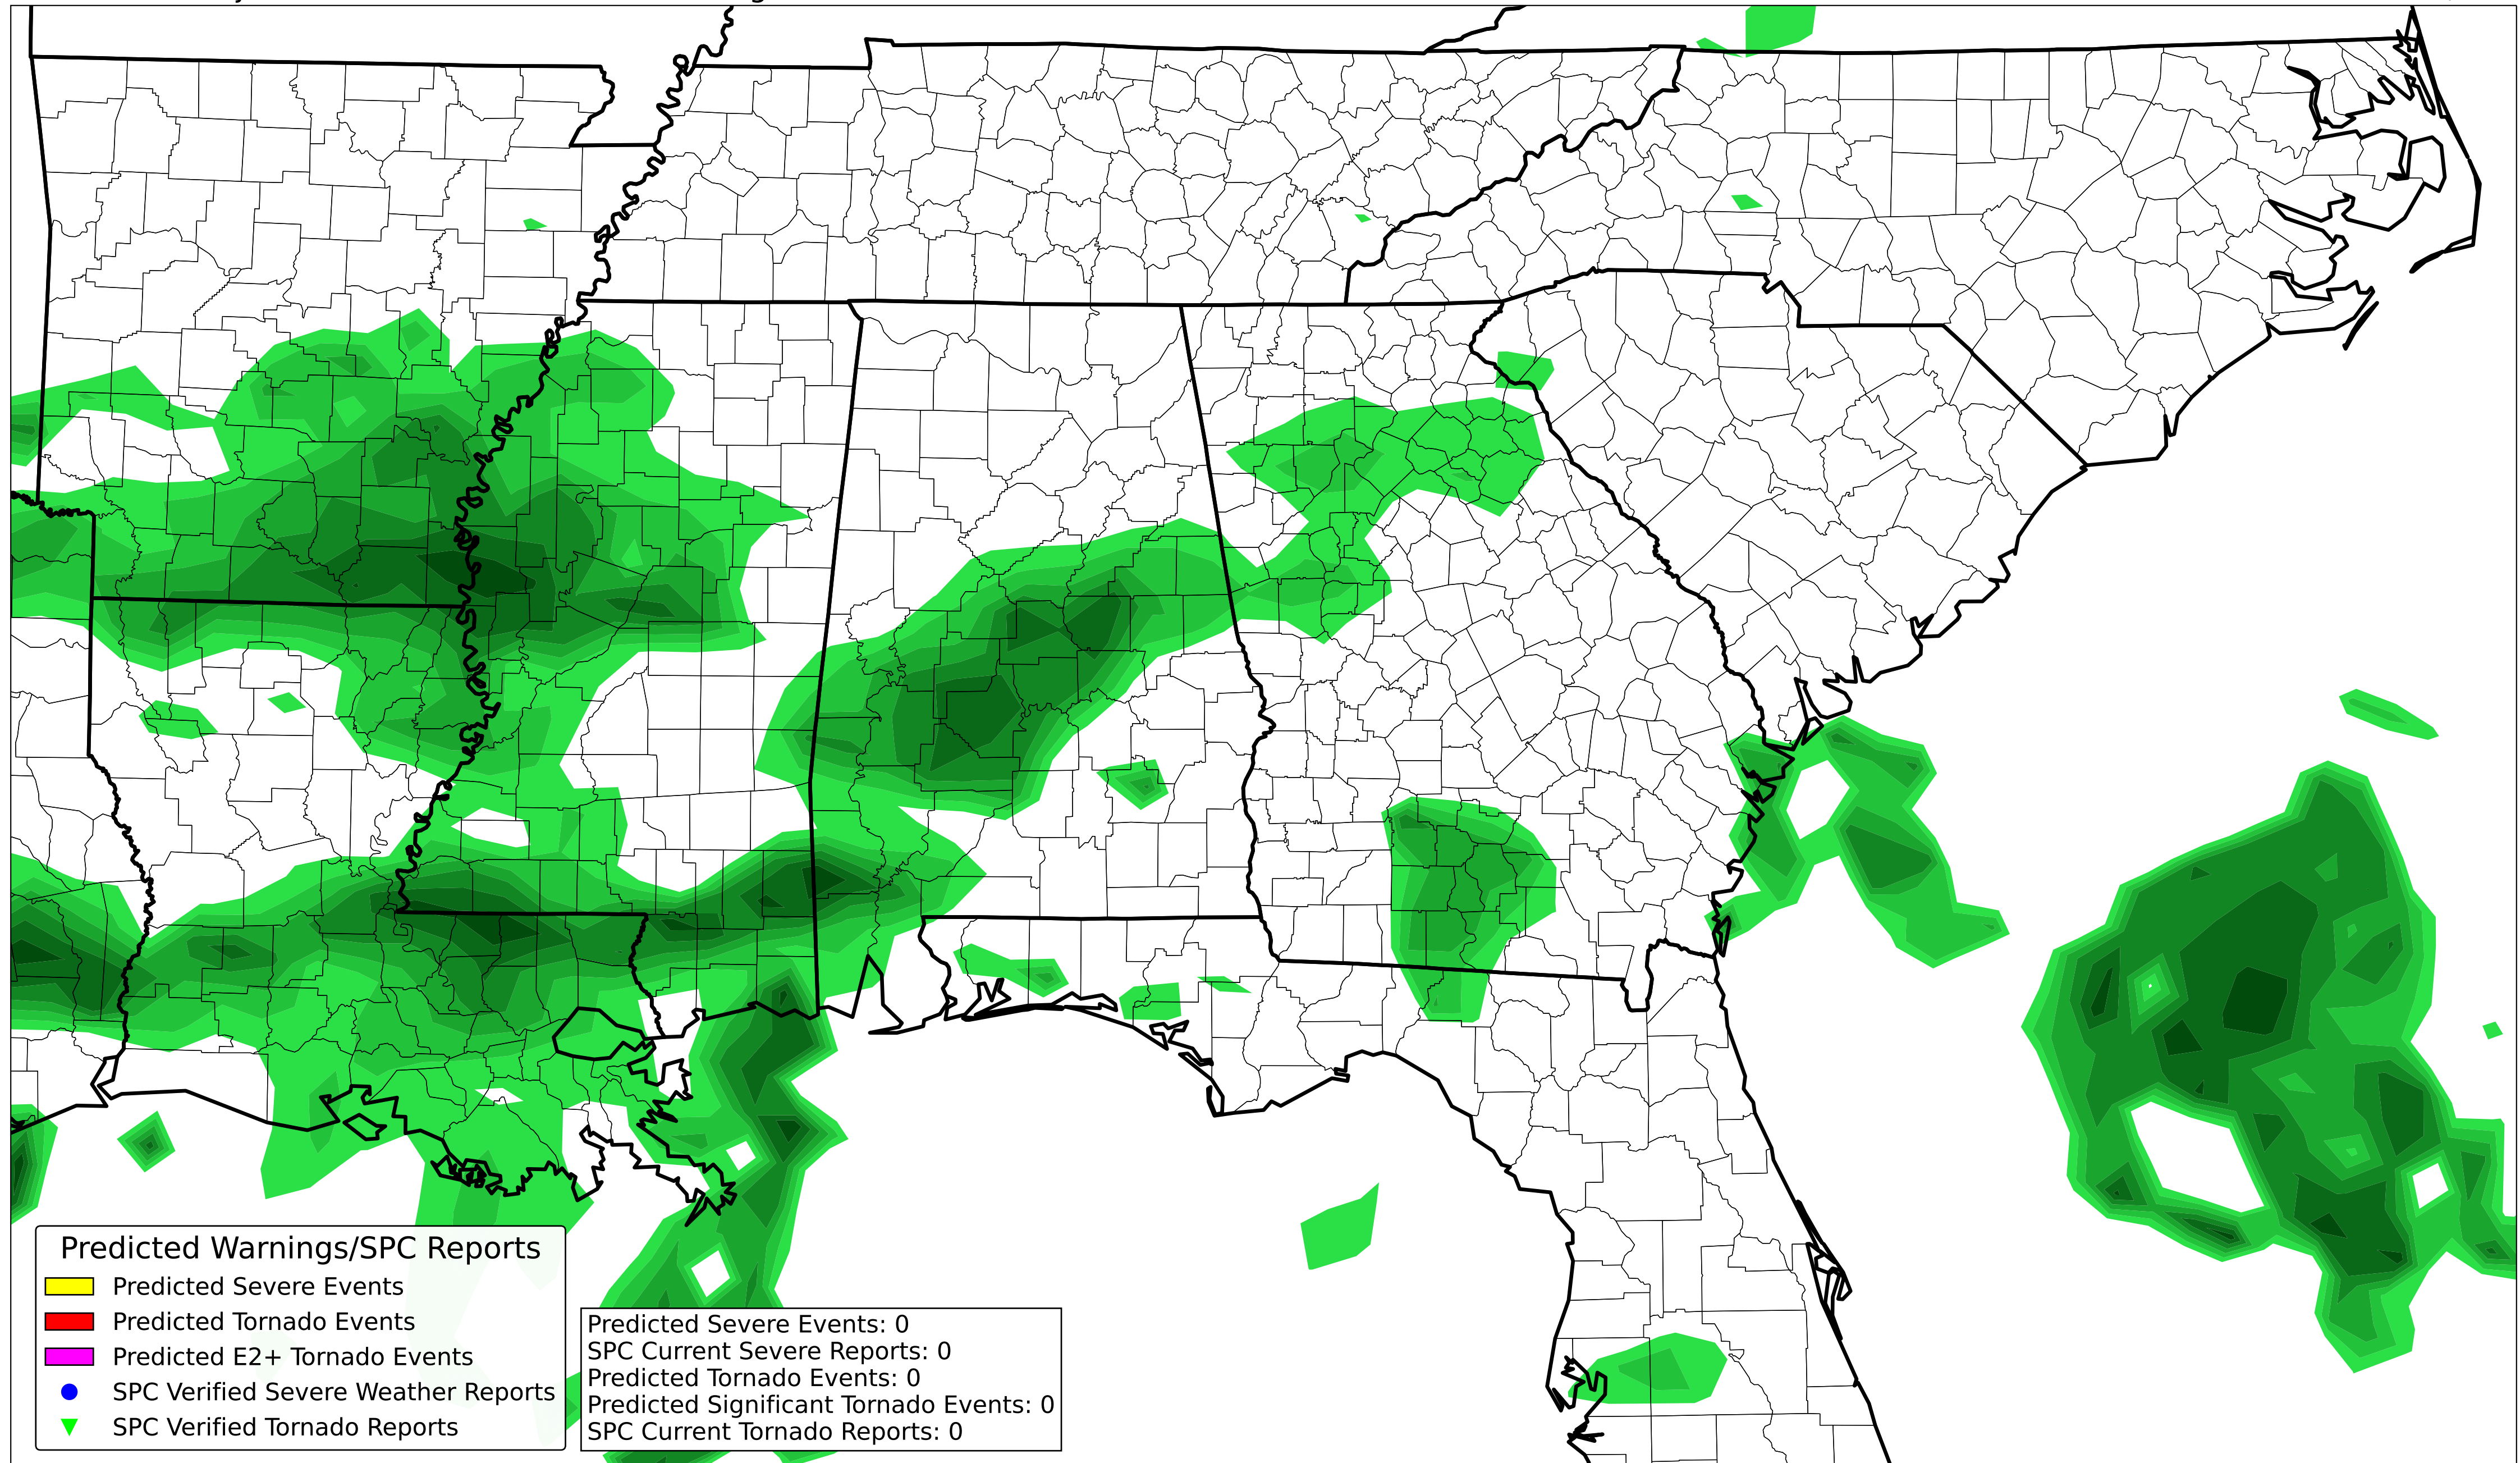 Predicted Warnings/SPC Reports
Predicted Severe Events
Predicted Tornado Events
Predicted E2+ Tornado Events
SPC Verified Severe Weather Reports
SPC Verified Tornado Reports
Predicted Severe Events: 0
SPC Current Severe Reports: 0
Predicted Tornado Events: 0
Predicted Significant Tornado Events: 0
SPC Current Tornado Reports: 0